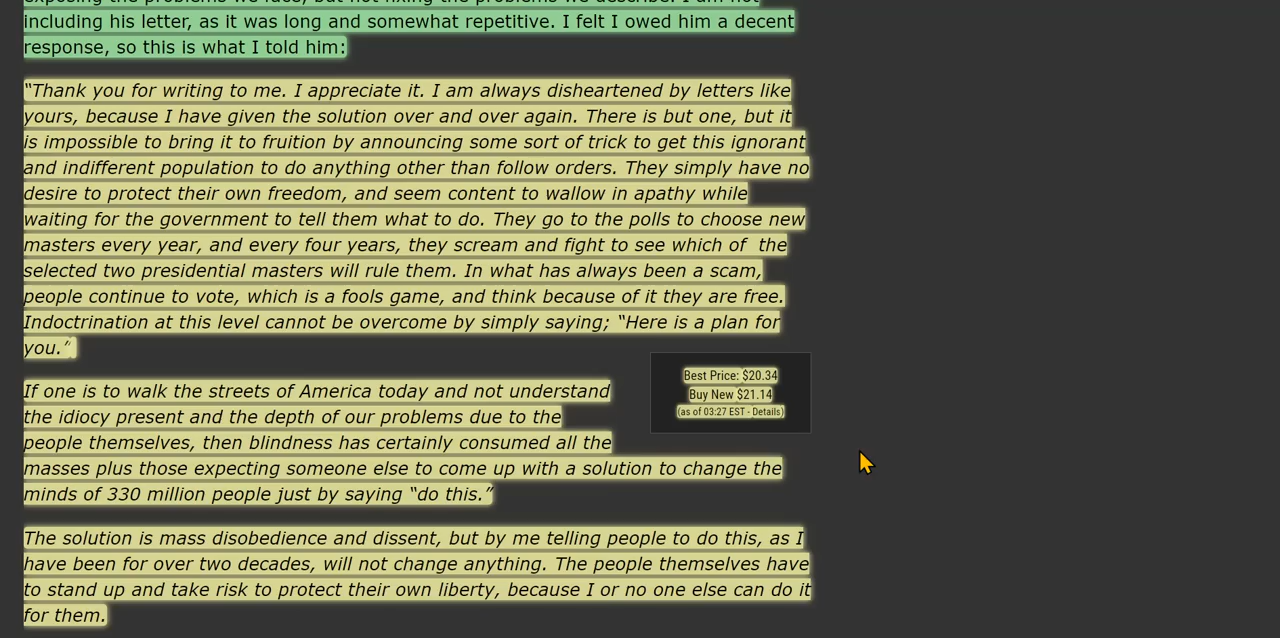 exposing the problems we face, but not fixing the problems we describe. I am not
including his letter, as it was long and somewhat repetitive. I felt I owed him a decent
response, so this is what I told him:
“Thank you for writing to me. I appreciate it. I am always disheartened by letters like
yours, because I have given the solution over and over again. There is but one, but it
is impossible to bring it to fruition by announcing some sort of trick to get this ignorant
and indifferent population to do anything other than follow orders. They simply have no
desire to protect their own freedom, and seem content to wallow in apathy while
waiting for the government to tell them what to do. They go to the polls to choose new
masters every year, and every four years, they scream and fight to see which of  the
selected two presidential masters will rule them. In what has always been a scam,
people continue to vote, which is a fools game, and think because of it they are free.
Indoctrination at this level cannot be overcome by simply saying; “Here is a plan for
you.”
Best Price: $20.34
Buy New $21.14
(as of 03:27 EST - Details)
If one is to walk the streets of America today and not understand
the idiocy present and the depth of our problems due to the
people themselves, then blindness has certainly consumed all the
masses plus those expecting someone else to come up with a solution to change the
minds of 330 million people just by saying “do this.”
The solution is mass disobedience and dissent, but by me telling people to do this, as I
have been for over two decades, will not change anything. The people themselves have
to stand up and take risk to protect their own liberty, because I or no one else can do it
for them.